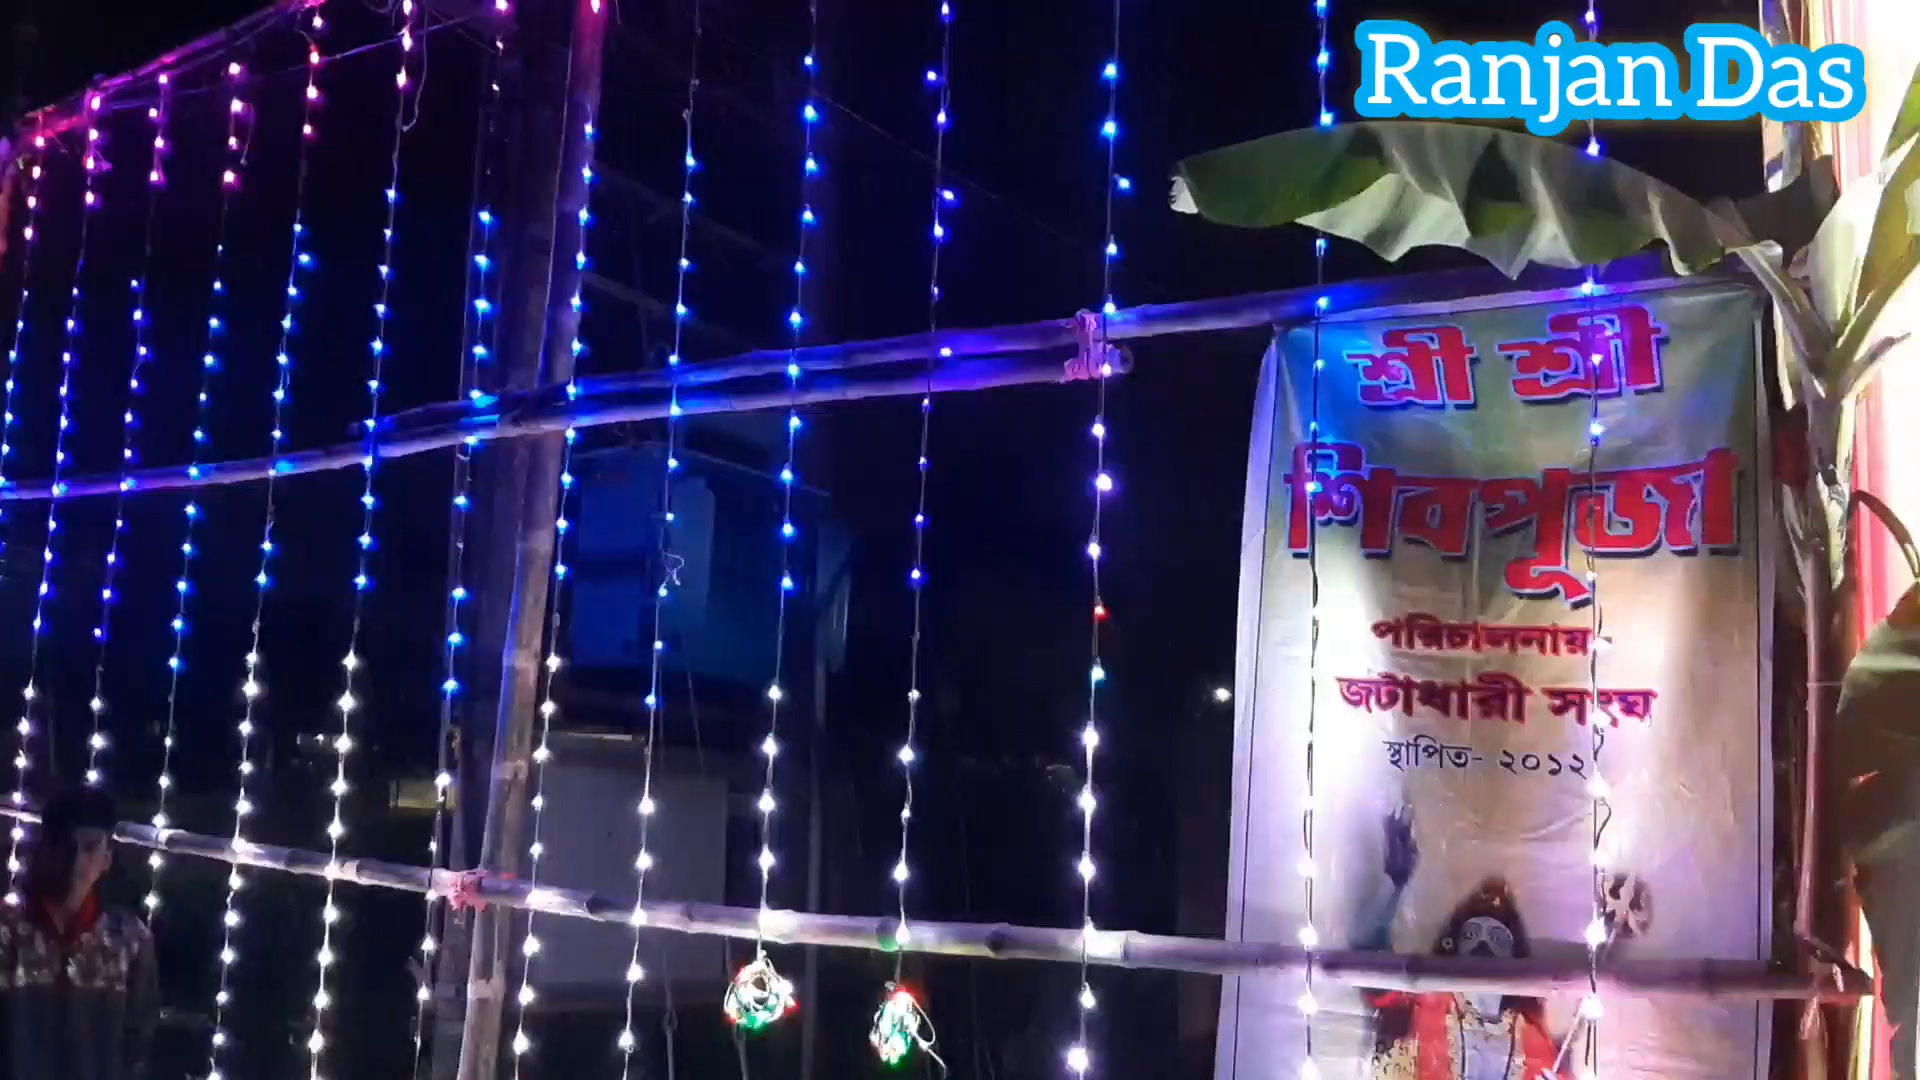 Ranjan Das
শ্রী শ্রী
শিবপূজা
পরিচালনায়-
জটাধারী সংঘ
স্থাপিত- ২০১২